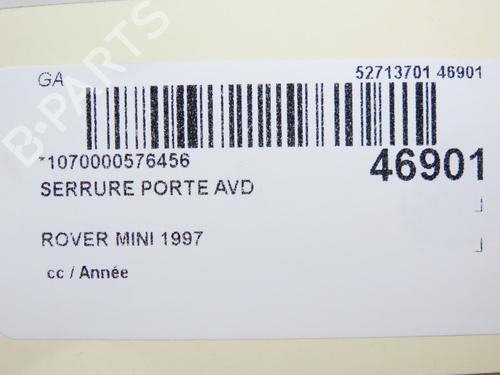 GA
52713701 46901
*1070000576456
46901
SERRURE PORTE AVD
ROVER MINI 1997
cc / Année
B-PARTS